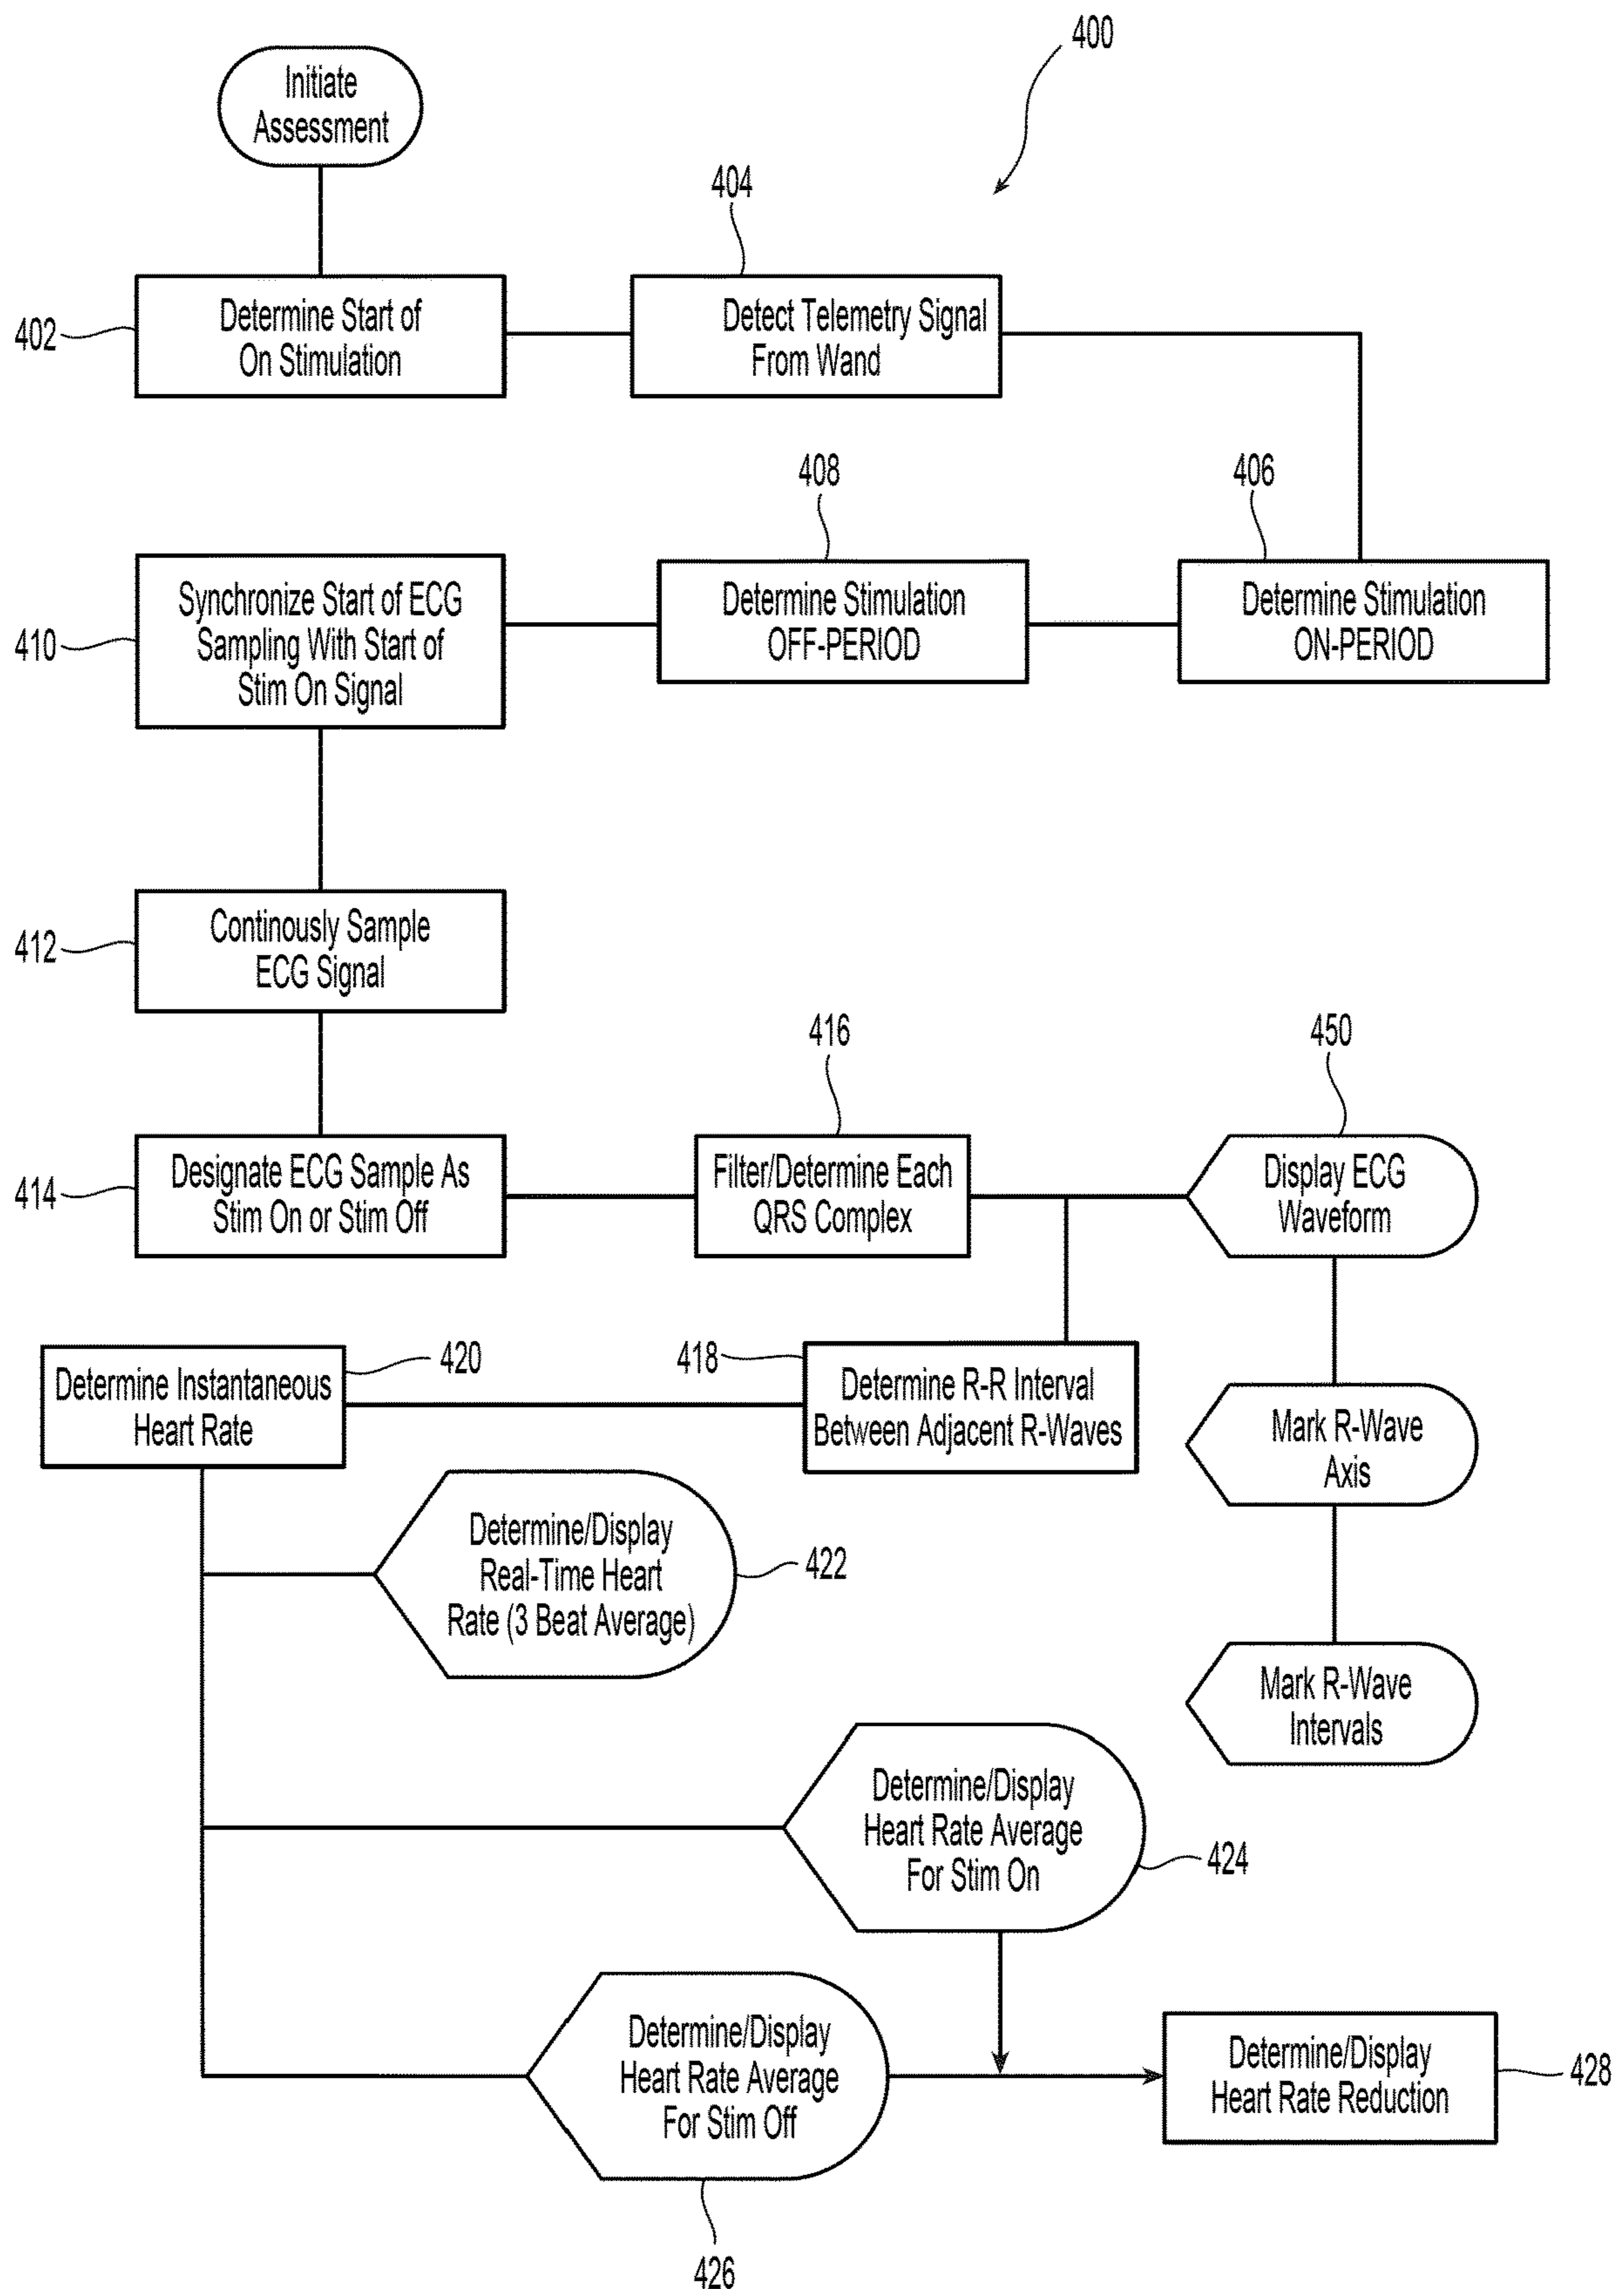 400
Initiate
Assessment
404
402
Determine Start of
On Stimulation
Detect Telemetry Signal
From Wand
408
406
410
Synchronize Start of ECG
Sampling With Start of
Stim On Signal
Determine Stimulation
OFF-PERIOD
Determine Stimulation
ON-PERIOD
412
Continously Sample
ECG Signal
416
450
414
Designate ECG Sample As
Stim On or Stim Off
Filter/Determine Each
QRS Complex
Display ECG
Waveform
420
418
Determine Instantaneous
Heart Rate
Determine R-R Interval
Between Adjacent R-Waves
Mark R-Wave
Axis
Determine/Display
Real-Time Heart
Rate (3 Beat Average)
422
Mark R-Wave
Intervals
Determine/Display
Heart Rate Average
For Stim On
424
Determine/Display
Heart Rate Average
For Stim Off
Determine/Display
Heart Rate Reduction
428
426